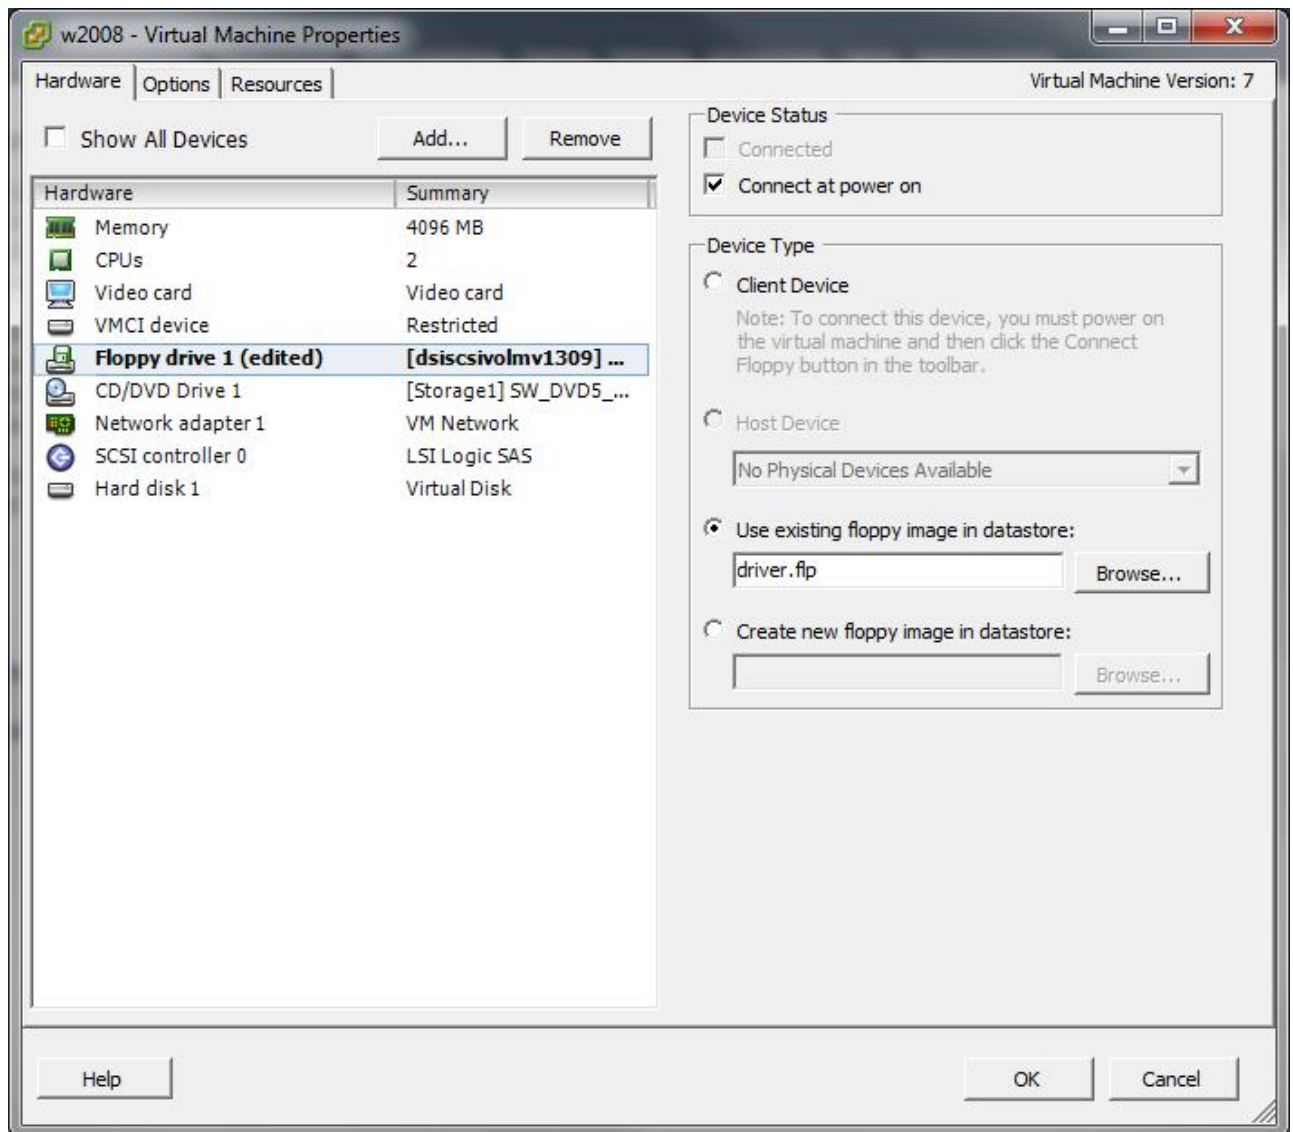 w2008 - Virtual Machine Properties
Hardware Options Resources Virtual Machine Version: 7
Show All Devices Add... Remove
Hardware Summary
Memory 4096 MB
CPUs 2
Video card Video card
VMCI device Restricted
Floppy drive 1 (edited) [dsiscsivolmv1309] ...
CD/DVD Drive 1 [Storage1] SW_DVD5_...
Network adapter 1 VM Network
SCSI controller 0 LSI Logic SAS
Hard disk 1 Virtual Disk
Device Status
Connected
Connect at power on
Device Type
Client Device
Note: To connect this device, you must power on
the virtual machine and then click the Connect
Floppy button in the toolbar.
Host Device
No Physical Devices Available
Use existing floppy image in datastore:
driver.flp Browse...
Create new floppy image in datastore:
Browse...
Help OK Cancel